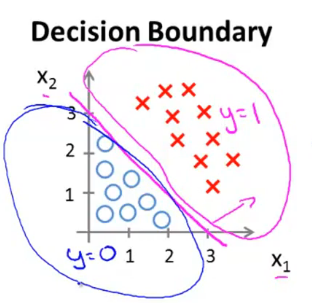 Decision Boundary
x₂
3
y=1
2
1
y=0 1 2 3
x₁